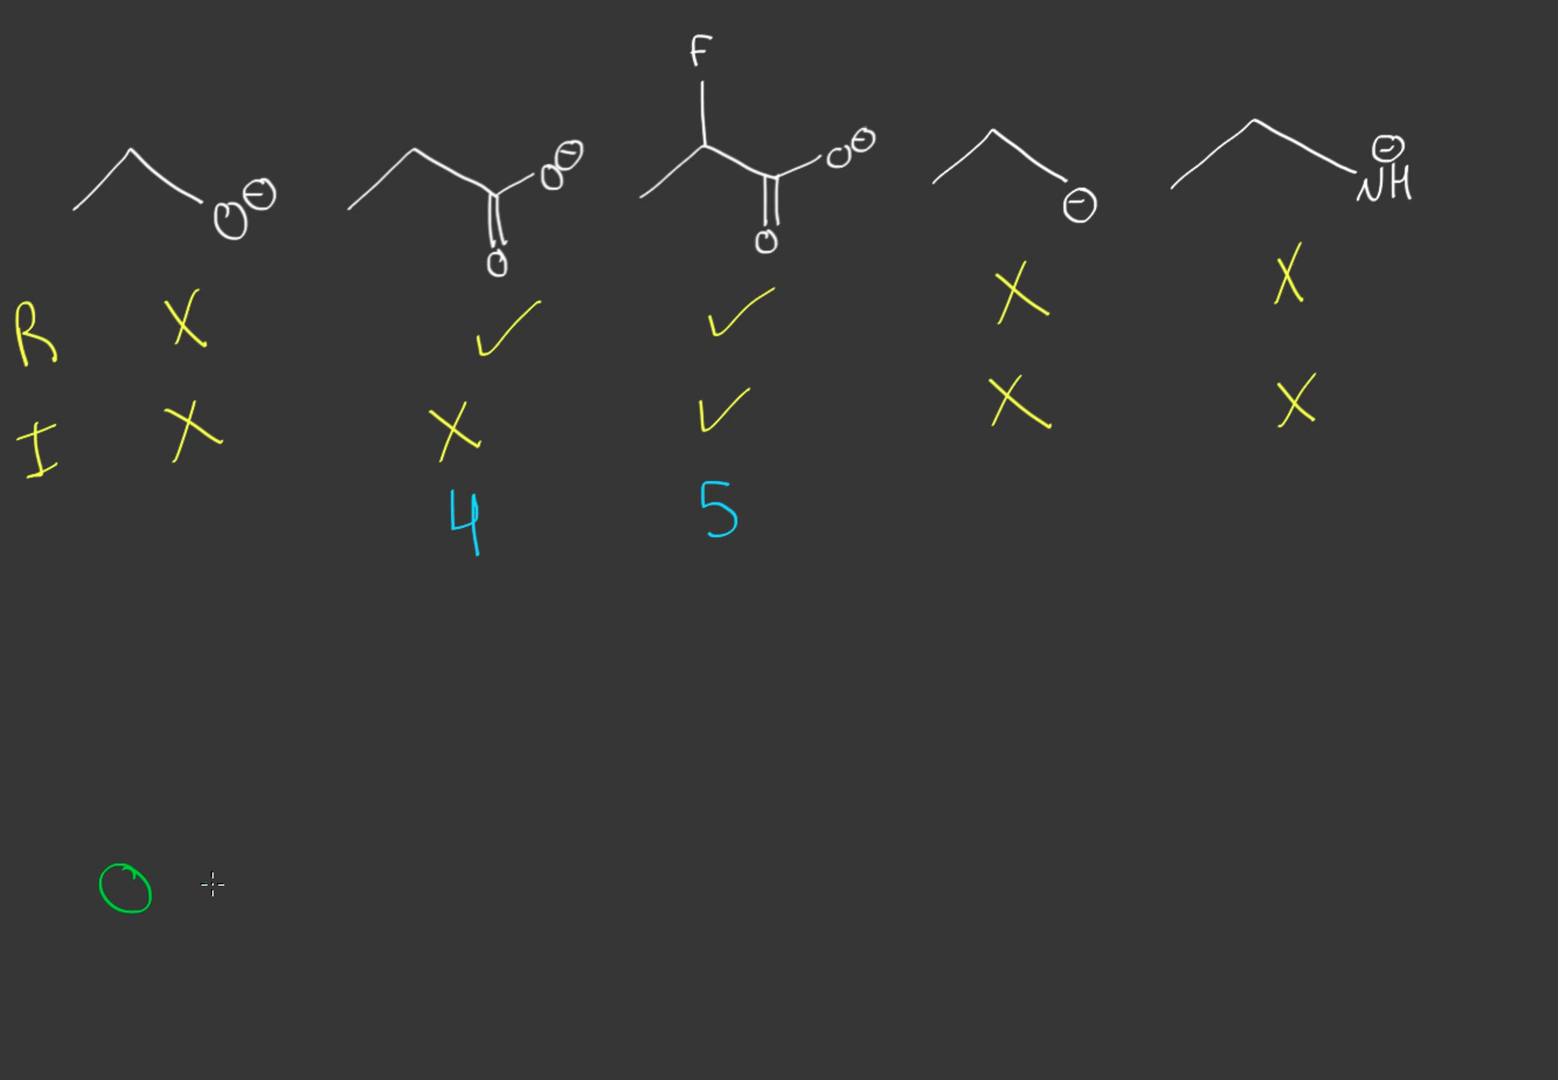 F
O⊖ O⊖ O⊖ ⊖ ⊖
NH
O O
R X ✓ ✓ X X
I X X ✓ X X
4 5
O